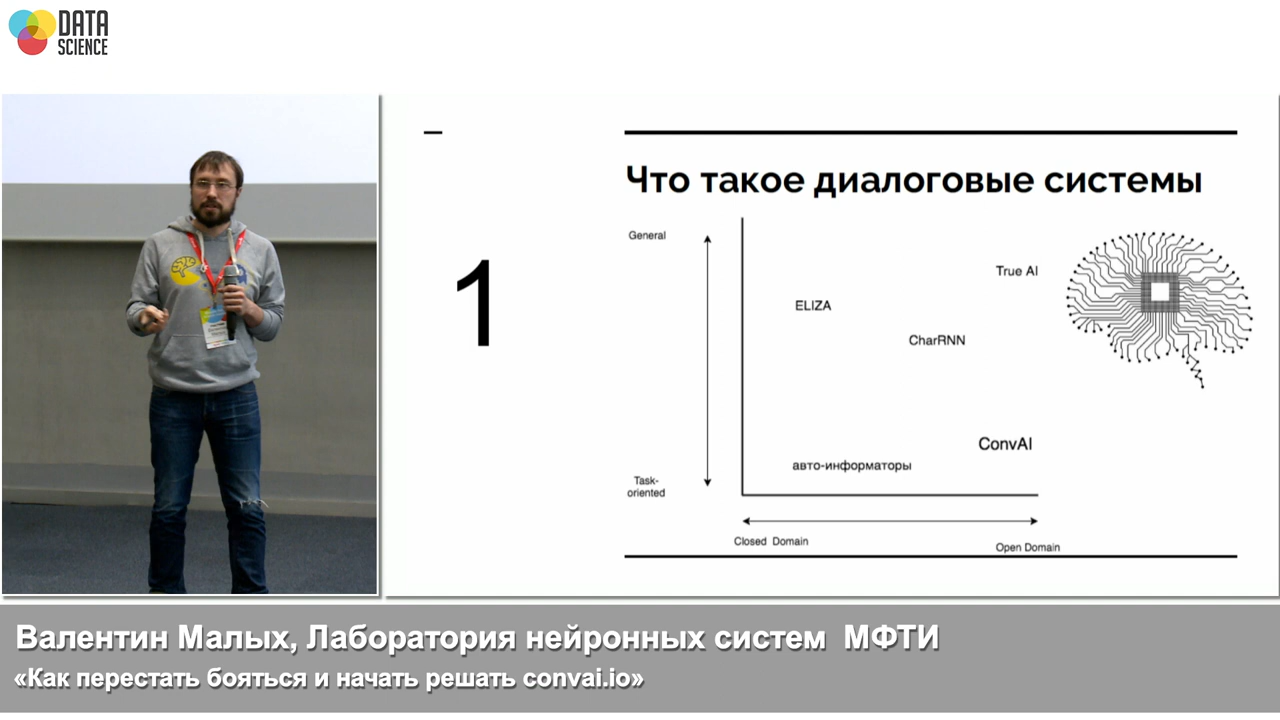 DATA
SCIENCE
1
Что такое диалоговые системы
General
True AI
ELIZA
CharRNN
ConvAI
авто-информаторы
Task-
oriented
Closed Domain
Open Domain
Валентин Малых, Лаборатория нейронных систем МФТИ
«Как перестать бояться и начать решать convai.io»